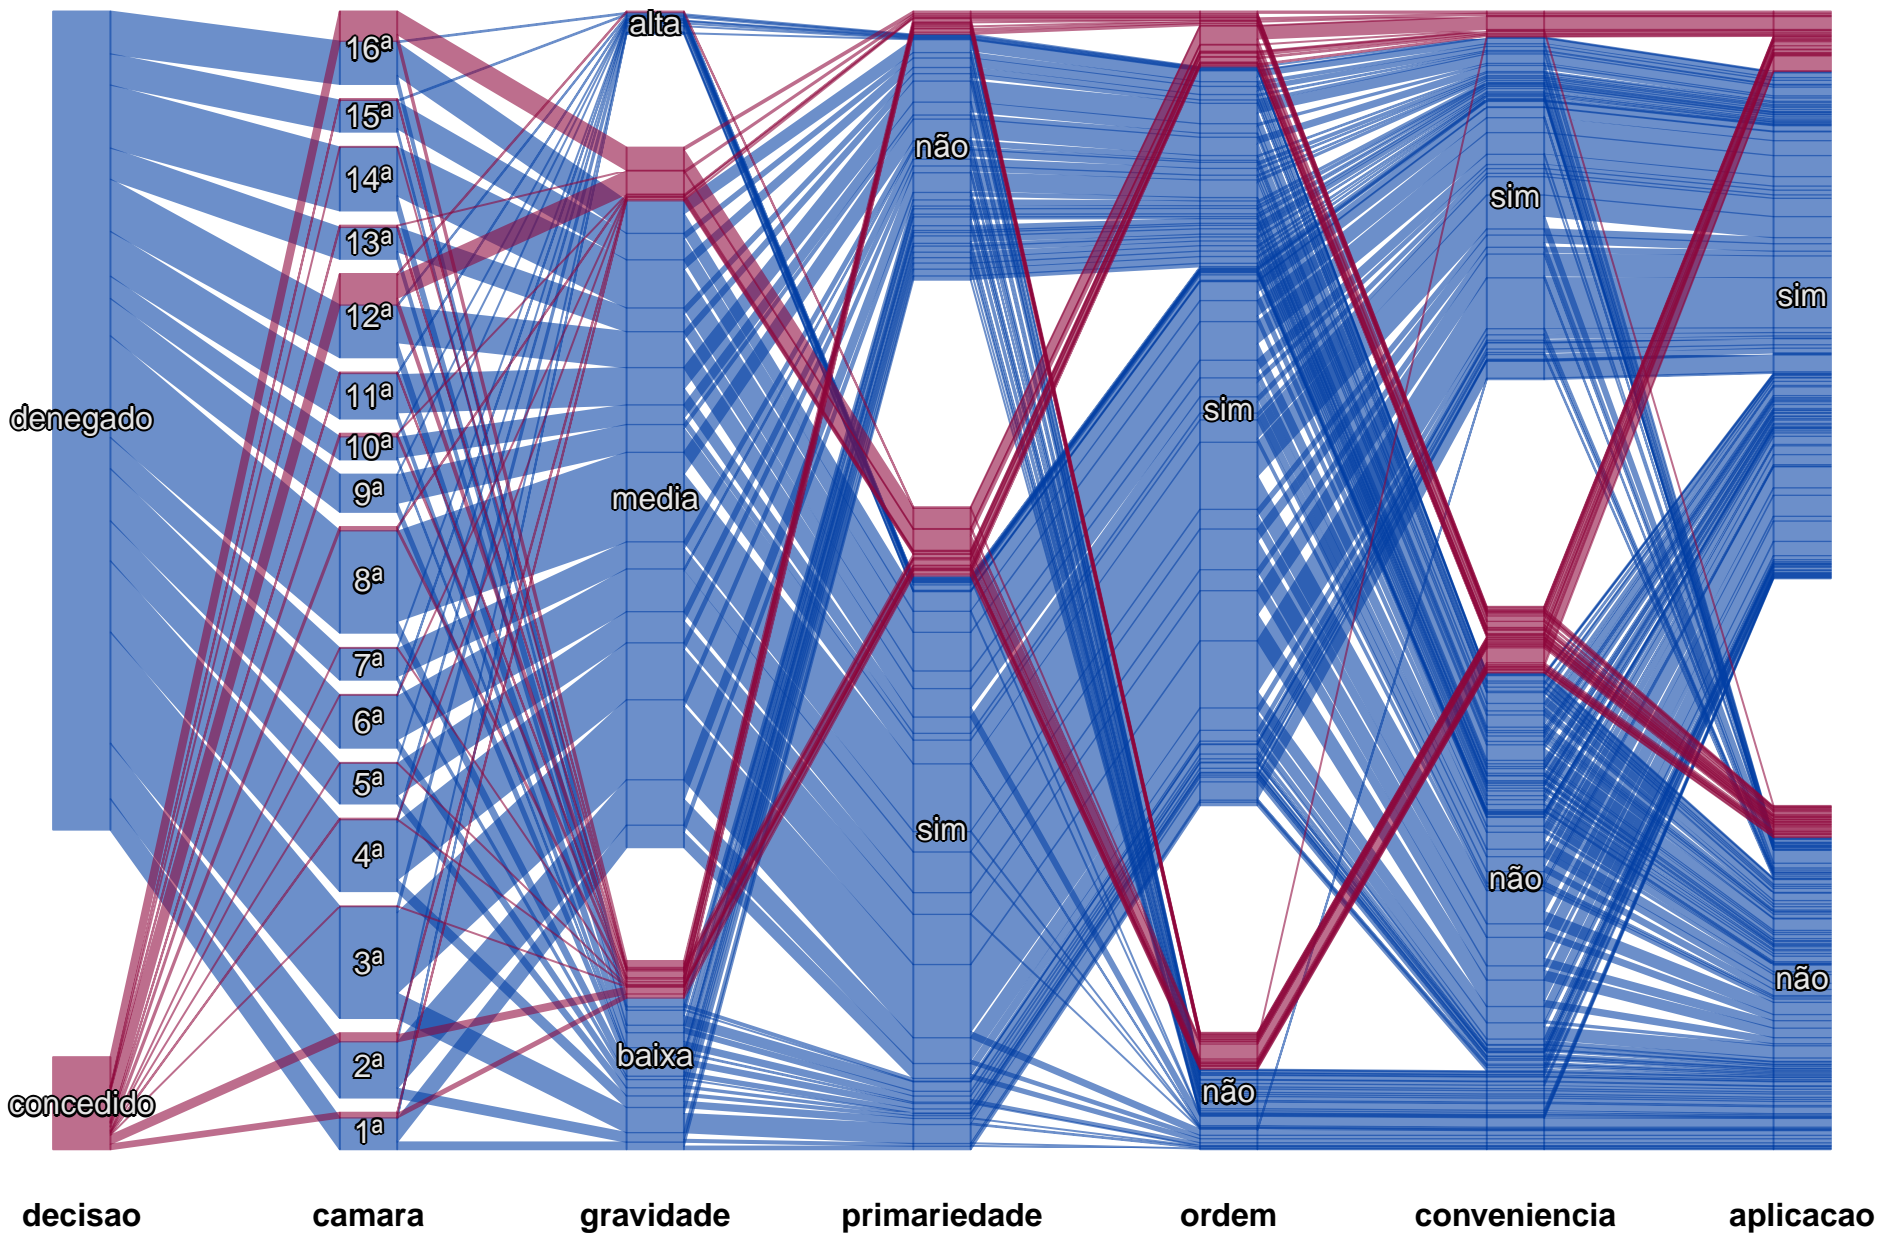 denegado
concedido
16ª
15ª
14ª
13ª
12ª
11ª
10ª
9ª
8ª
7ª
6ª
5ª
4ª
3ª
2ª
1ª
alta
media
baixa
não
sim
sim
não
sim
não
sim
não
decisao camara gravidade primariedade ordem conveniencia aplicacao